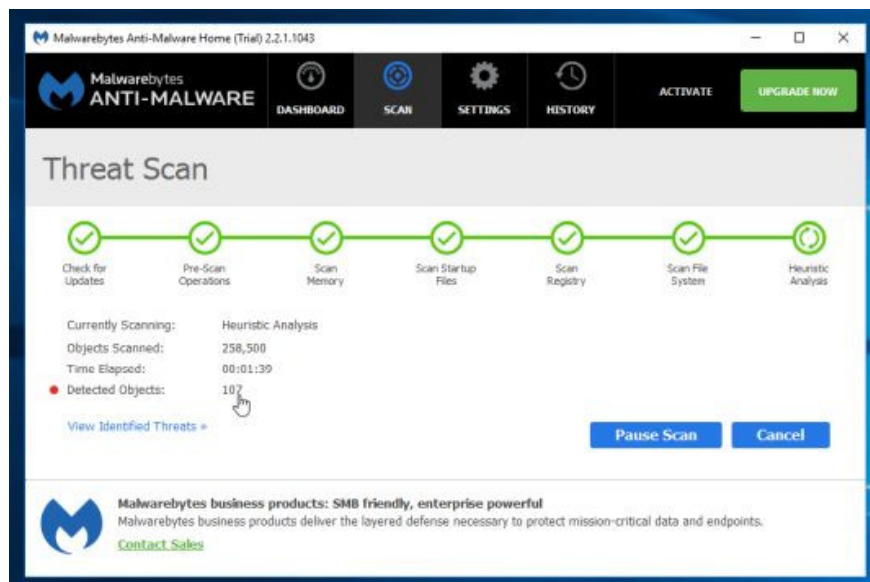 Malwarebytes Anti-Malware Home (Trial) 2.2.1.1043
Malwarebytes
ANTI-MALWARE
DASHBOARD
SCAN
SETTINGS
HISTORY
ACTIVATE
UPGRADE NOW
Threat Scan
Check for
Updates
Pre-Scan
Operations
Scan
Memory
Scan Startup
Files
Scan
Registry
Scan File
System
Heuristic
Analysis
Currently Scanning: Heuristic Analysis
Objects Scanned: 258,500
Time Elapsed: 00:01:39
Detected Objects: 107
View Identified Threats »
Pause Scan
Cancel
Malwarebytes business products: SMB friendly, enterprise powerful
Malwarebytes business products deliver the layered defense necessary to protect mission-critical data and endpoints.
Contact Sales